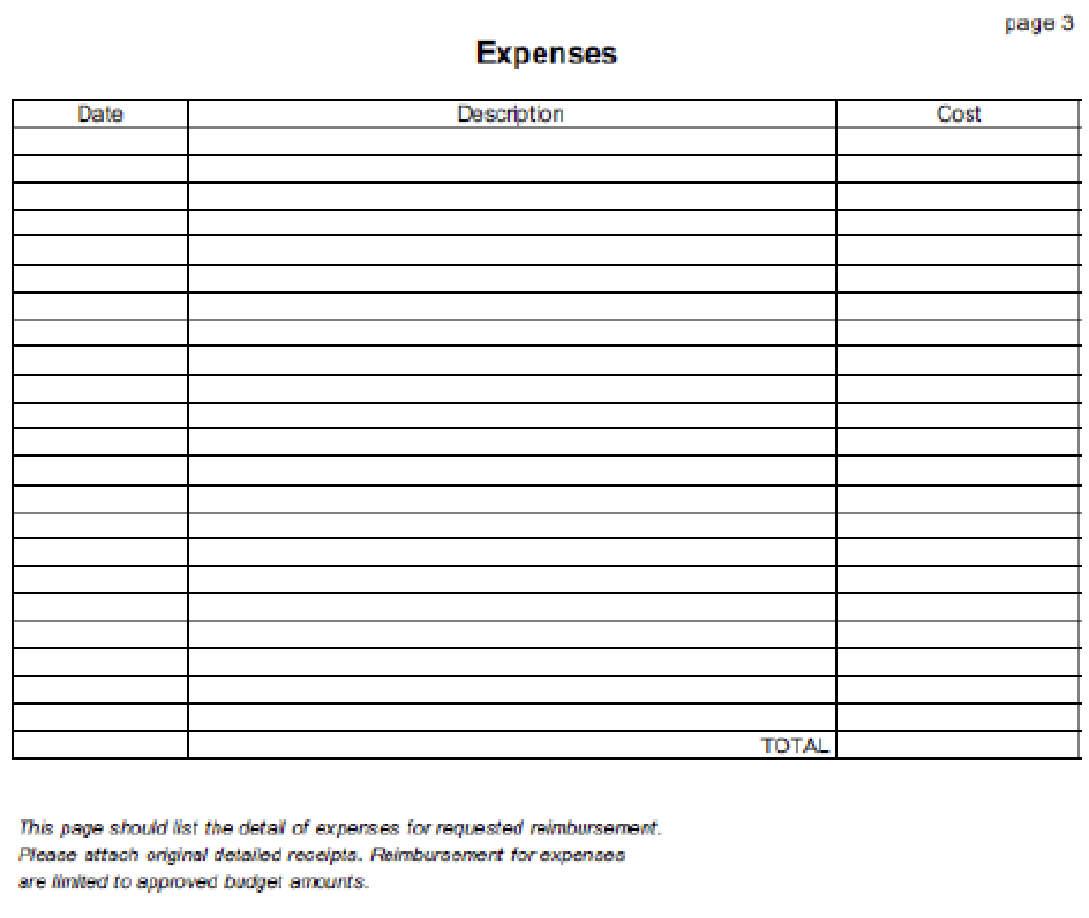 page 3
Expenses
Date Description Cost
TOTAL
This page should list the detail of expenses for requested reimbursement.
Please attach original detailed receipts. Reimbursement for expenses
are limited to approved budget amounts.